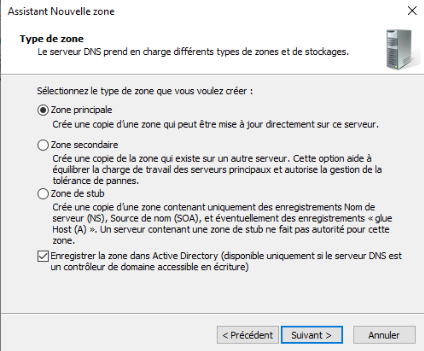 Assistant Nouvelle zone
Type de zone
Le serveur DNS prend en charge différents types de zones et de stockages.
Sélectionnez le type de zone que vous voulez créer :
Zone principale
Crée une copie d'une zone qui peut être mise à jour directement sur ce serveur.
Zone secondaire
Crée une copie de la zone qui existe sur un autre serveur. Cette option aide à
équilibrer la charge de travail des serveurs principaux et autorise la gestion de la
tolérance de pannes.
Zone de stub
Crée une copie d'une zone contenant uniquement des enregistrements Nom de
serveur (NS), Source de nom (SOA), et éventuellement des enregistrements « glue
Host (A) ». Un serveur contenant une zone de stub ne fait pas autorité pour cette
zone.
Enregistrer la zone dans Active Directory (disponible uniquement si le serveur DNS est
un contrôleur de domaine accessible en écriture)
< Précédent Suivant > Annuler